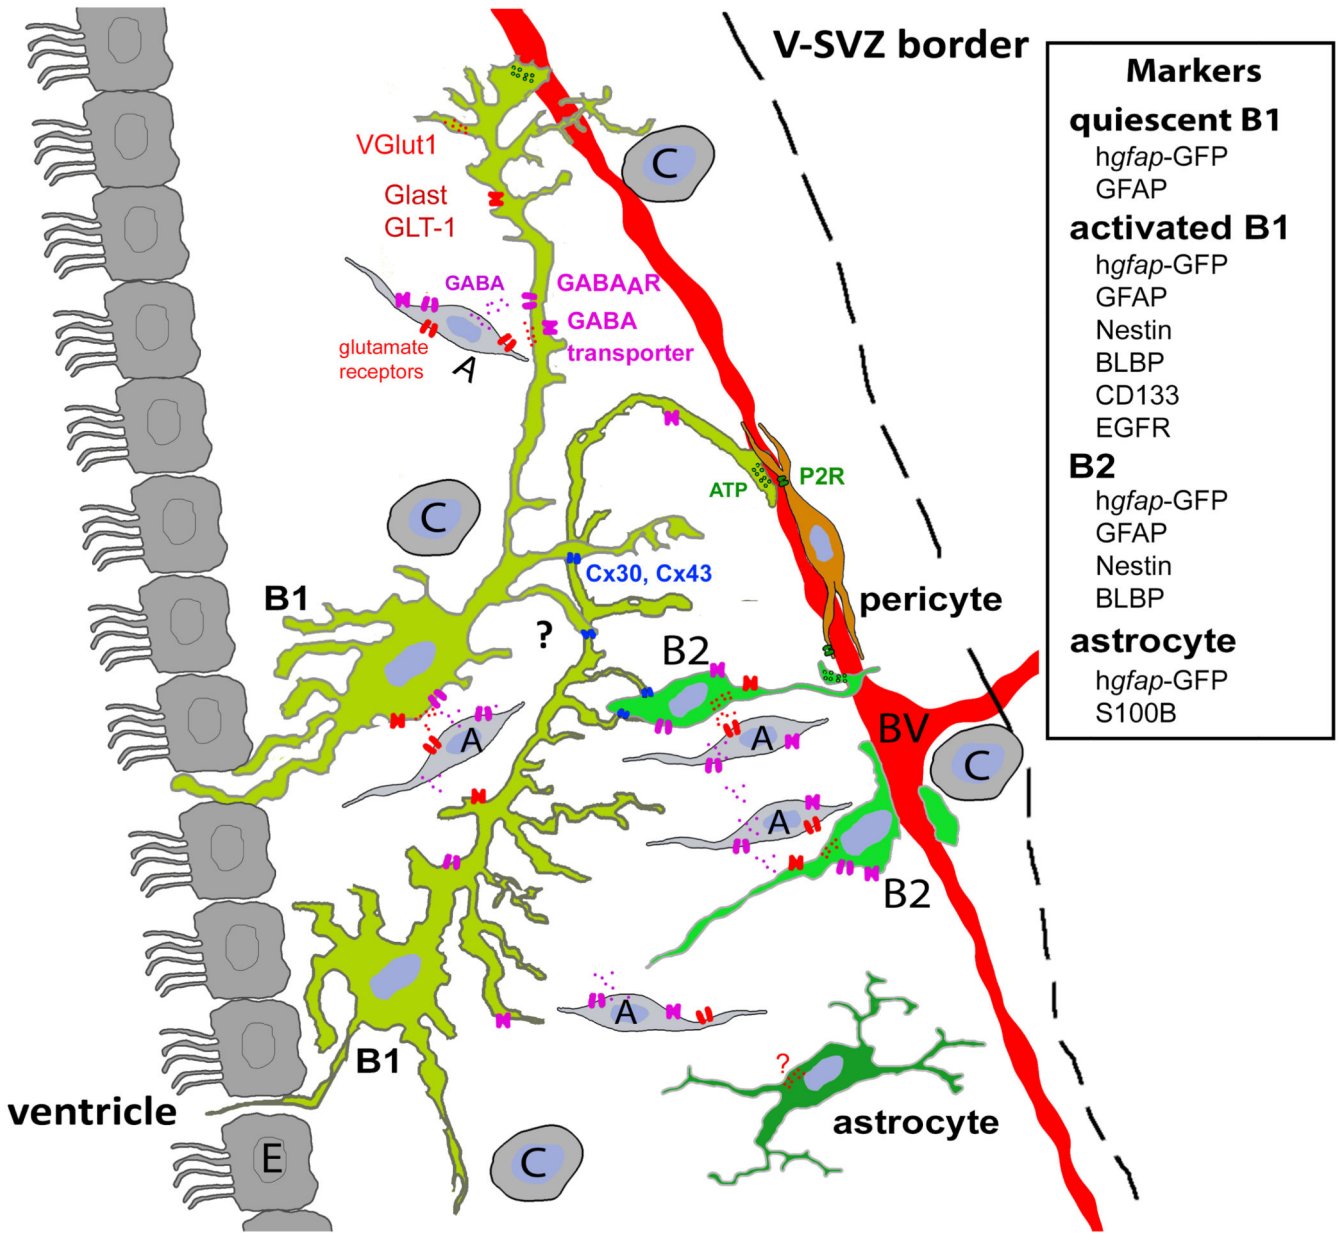 V-SVZ border
Markers
quiescent B1
hgfap-GFP
GFAP
activated B1
hgfap-GFP
GFAP
Nestin
BLBP
CD133
EGFR
B2
hgfap-GFP
GFAP
Nestin
BLBP
astrocyte
hgfap-GFP
S100B
VGlut1
C
Glast
GLT-1
GABA
GABAAR
GABA
transporter
glutamate
receptors
A
ATP
P2R
C
Cx30, Cx43
B1
pericyte
?
B2
BV
A
A
C
A
B2
A
B1
?
astrocyte
ventricle
E
C